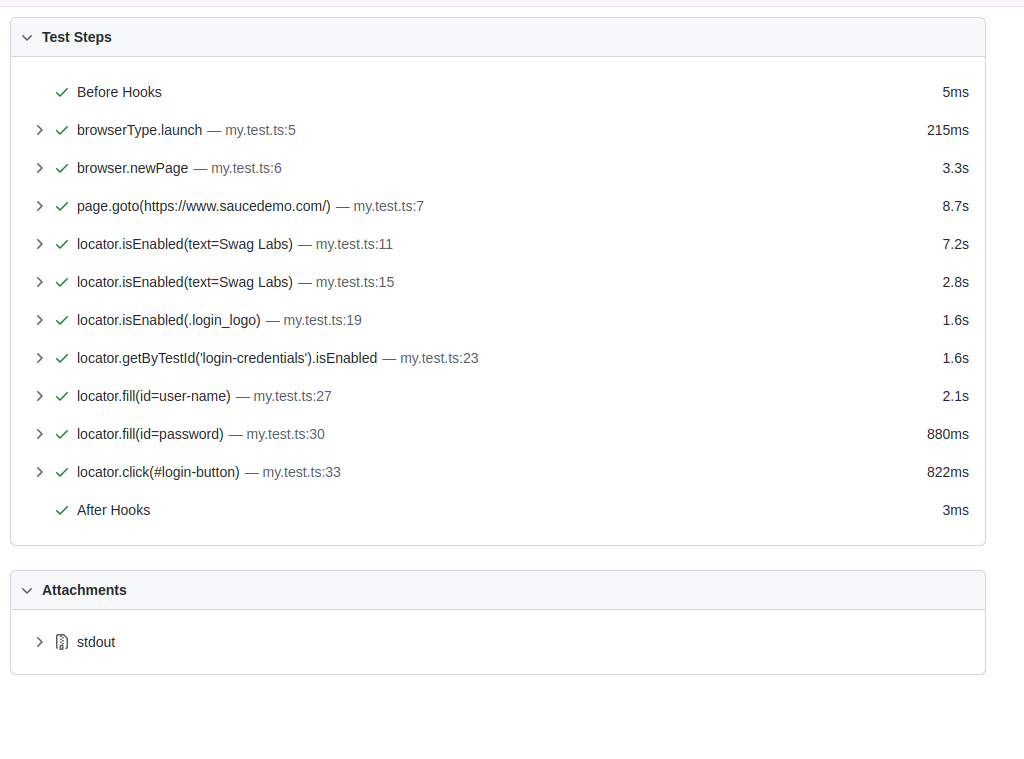 Test Steps
Before Hooks 5ms
browserType.launch — my.test.ts:5 215ms
browser.newPage — my.test.ts:6 3.3s
page.goto(https://www.saucedemo.com/) — my.test.ts:7 8.7s
locator.isEnabled(text=Swag Labs) — my.test.ts:11 7.2s
locator.isEnabled(text=Swag Labs) — my.test.ts:15 2.8s
locator.isEnabled(.login_logo) — my.test.ts:19 1.6s
locator.getByTestId('login-credentials').isEnabled — my.test.ts:23 1.6s
locator.fill(id=user-name) — my.test.ts:27 2.1s
locator.fill(id=password) — my.test.ts:30 880ms
locator.click(#login-button) — my.test.ts:33 822ms
After Hooks 3ms
Attachments
stdout